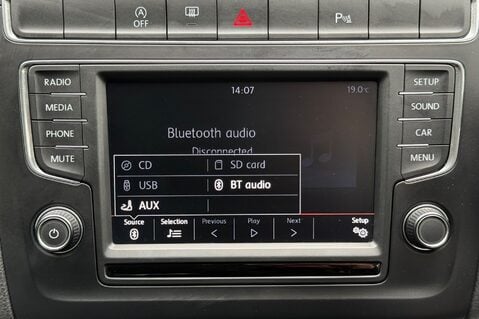 OFF
P
RADIO
MEDIA
PHONE
MUTE
14:07 19.0°C
Bluetooth audio
Disconnected
CD SD card
USB BT audio
AUX
Source Selection Previous Play Next Setup
SETUP
SOUND
CAR
MENU